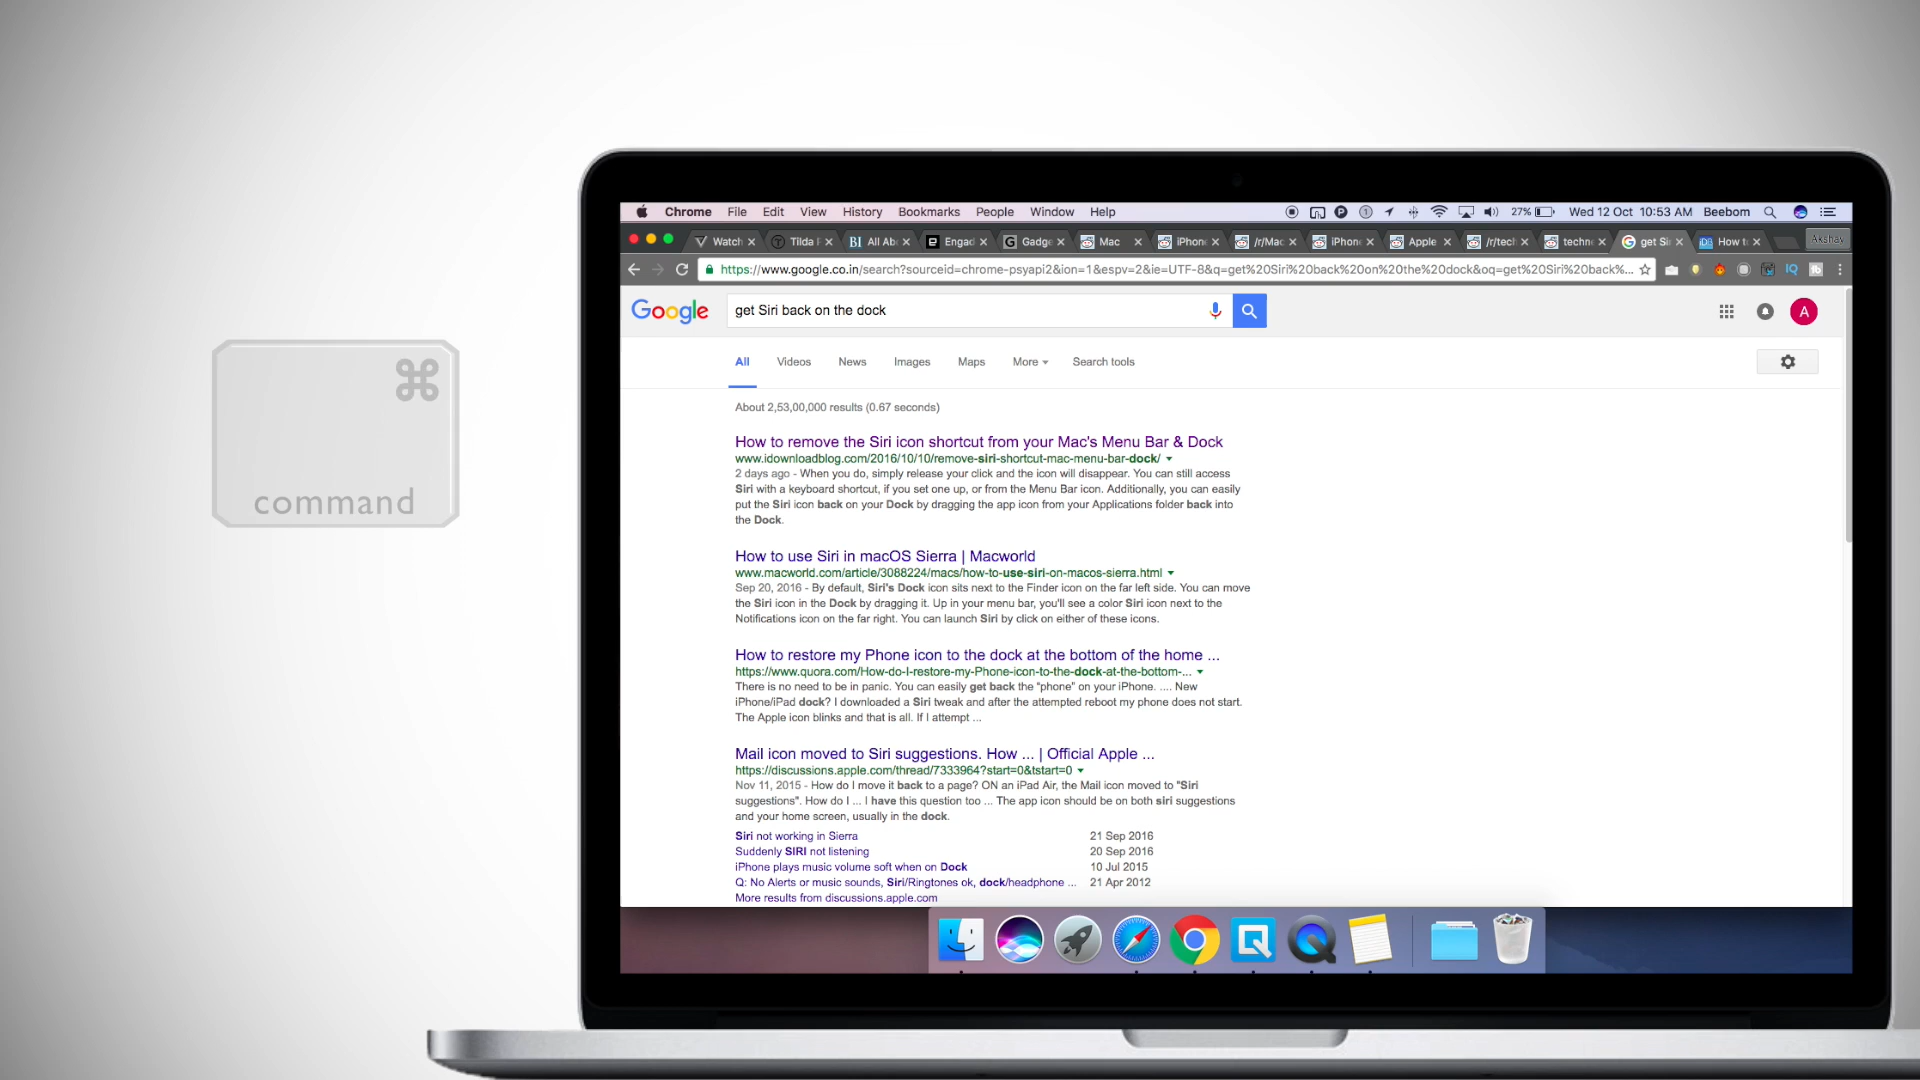 Chrome File Edit View History Bookmarks People Window Help 27% Wed 12 Oct 10:53 AM Beebom
Watch Tilda F BI All Abo e Engad G Gadge Mac iPhone /r/Mac iPhone Apple /r/tech techno G get Sir iDB How to Akshay
https://www.google.co.in/search?sourceid=chrome-psyapi2&ion=1&espv=2&ie=UTF-8&q=get%20Siri%20back%20on%20the%20dock&oq=get%20Siri%20back%... IQ
Google get Siri back on the dock A
All Videos News Images Maps More Search tools
About 2,53,00,000 results (0.67 seconds)
How to remove the Siri icon shortcut from your Mac's Menu Bar & Dock
www.idownloadblog.com/2016/10/10/remove-siri-shortcut-mac-menu-bar-dock/
2 days ago - When you do, simply release your click and the icon will disappear. You can still access
Siri with a keyboard shortcut, if you set one up, or from the Menu Bar icon. Additionally, you can easily
put the Siri icon back on your Dock by dragging the app icon from your Applications folder back into
the Dock.
How to use Siri in macOS Sierra | Macworld
www.macworld.com/article/3088224/macs/how-to-use-siri-on-macos-sierra.html
Sep 20, 2016 - By default, Siri's Dock icon sits next to the Finder icon on the far left side. You can move
the Siri icon in the Dock by dragging it. Up in your menu bar, you'll see a color Siri icon next to the
Notifications icon on the far right. You can launch Siri by click on either of these icons.
How to restore my Phone icon to the dock at the bottom of the home ...
https://www.quora.com/How-do-I-restore-my-Phone-icon-to-the-dock-at-the-bottom-...
There is no need to be in panic. You can easily get back the "phone" on your iPhone. .... New
iPhone/iPad dock? I downloaded a Siri tweak and after the attempted reboot my phone does not start.
The Apple icon blinks and that is all. If I attempt ...
Mail icon moved to Siri suggestions. How ... | Official Apple ...
https://discussions.apple.com/thread/7333964?start=0&tstart=0
Nov 11, 2015 - How do I move it back to a page? ON an iPad Air, the Mail icon moved to "Siri
suggestions". How do I ... I have this question too ... The app icon should be on both siri suggestions
and your home screen, usually in the dock.
Siri not working in Sierra 21 Sep 2016
Suddenly SIRI not listening 20 Sep 2016
iPhone plays music volume soft when on Dock 10 Jul 2015
Q: No Alerts or music sounds, Siri/Ringtones ok, dock/headphone ... 21 Apr 2012
More results from discussions.apple.com
⌘
command